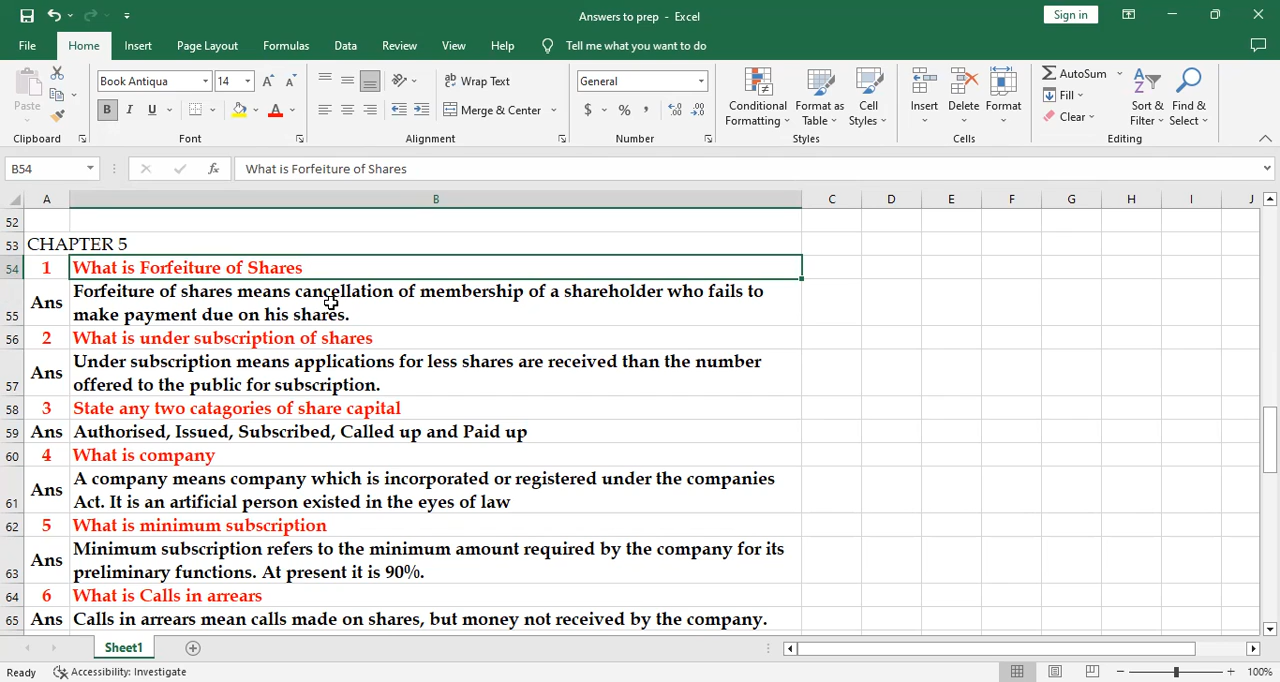 Answers to prep - Excel
Sign in
File Home Insert Page Layout Formulas Data Review View Help Tell me what you want to do
Paste
Book Antiqua 14
B I U A
Wrap Text
Merge & Center
General
$ % ,
Conditional Formatting
Format as Table
Cell Styles
Insert Delete Format
AutoSum
Fill
Clear
Sort & Filter
Find & Select
Clipboard Font Alignment Number Styles Cells Editing
B54 fx What is Forfeiture of Shares
A B C D E F G H I J
52
53 CHAPTER 5
54 1 What is Forfeiture of Shares
55 Ans Forfeiture of shares means cancellation of membership of a shareholder who fails to
make payment due on his shares.
56 2 What is under subscription of shares
57 Ans Under subscription means applications for less shares are received than the number
offered to the public for subscription.
58 3 State any two catagories of share capital
59 Ans Authorised, Issued, Subscribed, Called up and Paid up
60 4 What is company
61 Ans A company means company which is incorporated or registered under the companies
Act. It is an artificial person existed in the eyes of law
62 5 What is minimum subscription
63 Ans Minimum subscription refers to the minimum amount required by the company for its
preliminary functions. At present it is 90%.
64 6 What is Calls in arrears
65 Ans Calls in arrears mean calls made on shares, but money not received by the company.
Sheet1
Ready Accessibility: Investigate 100%